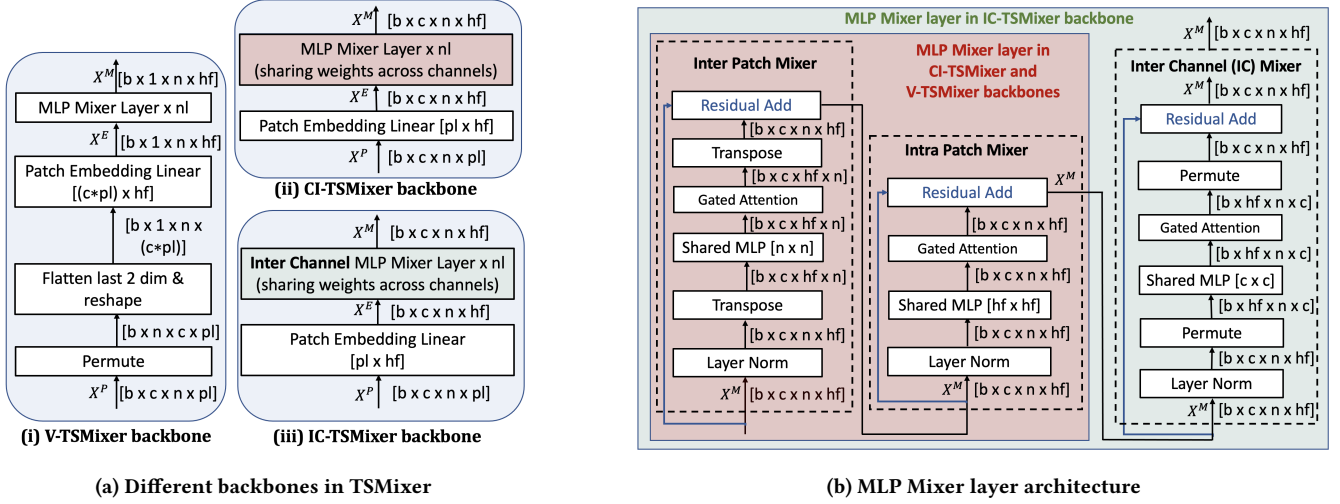 X^M [b x 1 x n x hf]
MLP Mixer Layer x nl
X^E [b x 1 x n x hf]
Patch Embedding Linear
[(c*pl) x hf]
[b x 1 x n x
(c*pl)]
Flatten last 2 dim &
reshape
[b x n x c x pl]
Permute
X^P [b x c x n x pl]
(i) V-TSMixer backbone
X^M [b x c x n x hf]
MLP Mixer Layer x nl
(sharing weights across channels)
X^E [b x c x n x hf]
Patch Embedding Linear [pl x hf]
X^P [b x c x n x pl]
(ii) CI-TSMixer backbone
X^M [b x c x n x hf]
Inter Channel MLP Mixer Layer x nl
(sharing weights across channels)
X^E [b x c x n x hf]
Patch Embedding Linear
[pl x hf]
X^P [b x c x n x pl]
(iii) IC-TSMixer backbone
(a) Different backbones in TSMixer
MLP Mixer layer in IC-TSMixer backbone
MLP Mixer layer in
CI-TSMixer and
V-TSMixer backbones
Inter Patch Mixer
Residual Add
[b x c x n x hf]
Transpose
[b x c x hf x n]
Gated Attention
[b x c x hf x n]
Shared MLP [n x n]
[b x c x hf x n]
Transpose
[b x c x n x hf]
Layer Norm
X^M [b x c x n x hf]
Intra Patch Mixer
Residual Add
X^M
[b x c x n x hf]
Gated Attention
[b x c x n x hf]
Shared MLP [hf x hf]
[b x c x n x hf]
Layer Norm
X^M [b x c x n x hf]
X^M [b x c x n x hf]
Inter Channel (IC) Mixer
X^M [b x c x n x hf]
Residual Add
[b x c x n x hf]
Permute
[b x hf x n x c]
Gated Attention
[b x hf x n x c]
Shared MLP [c x c]
[b x hf x n x c]
Permute
[b x c x n x hf]
Layer Norm
X^M [b x c x n x hf]
(b) MLP Mixer layer architecture